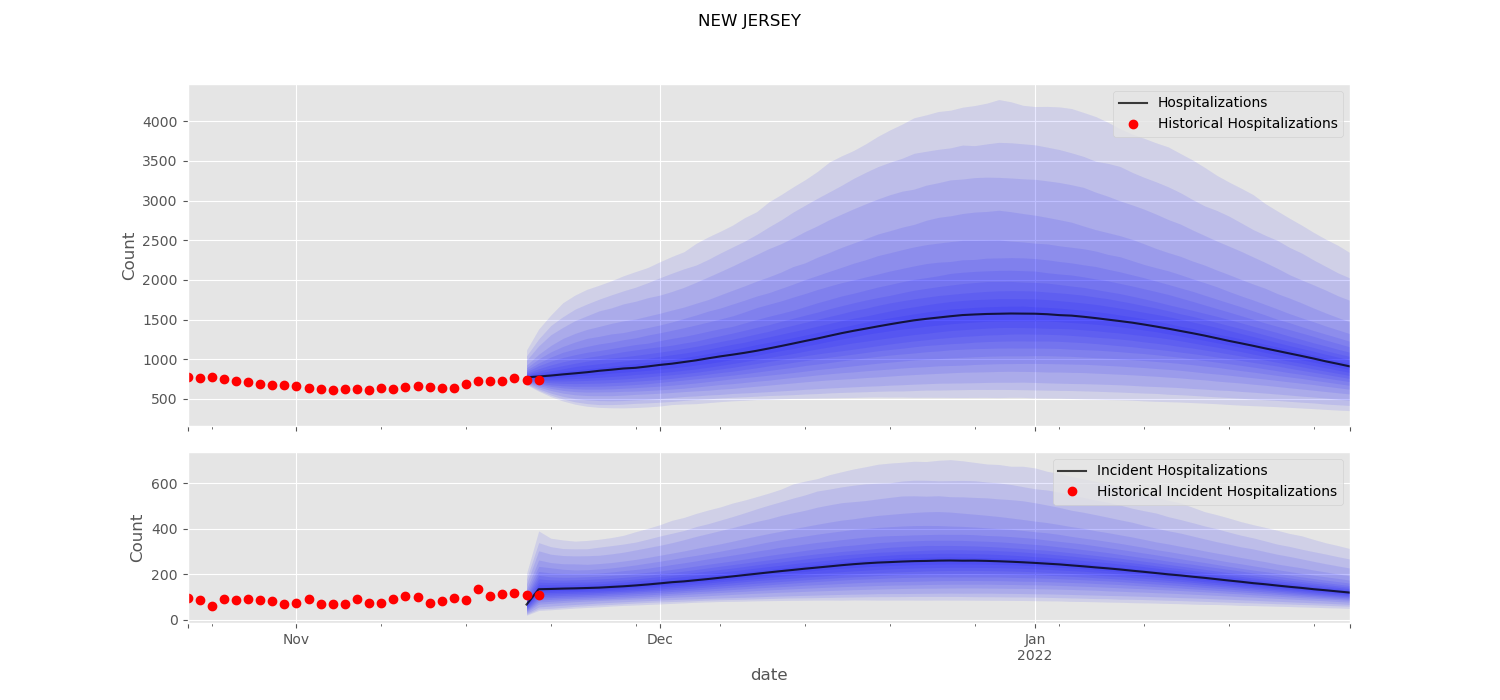 NEW JERSEY
Hospitalizations
Historical Hospitalizations
Count
4000
3500
3000
2500
2000
1500
1000
500
Incident Hospitalizations
Historical Incident Hospitalizations
Count
600
400
200
0
Nov
Dec
Jan
2022
date